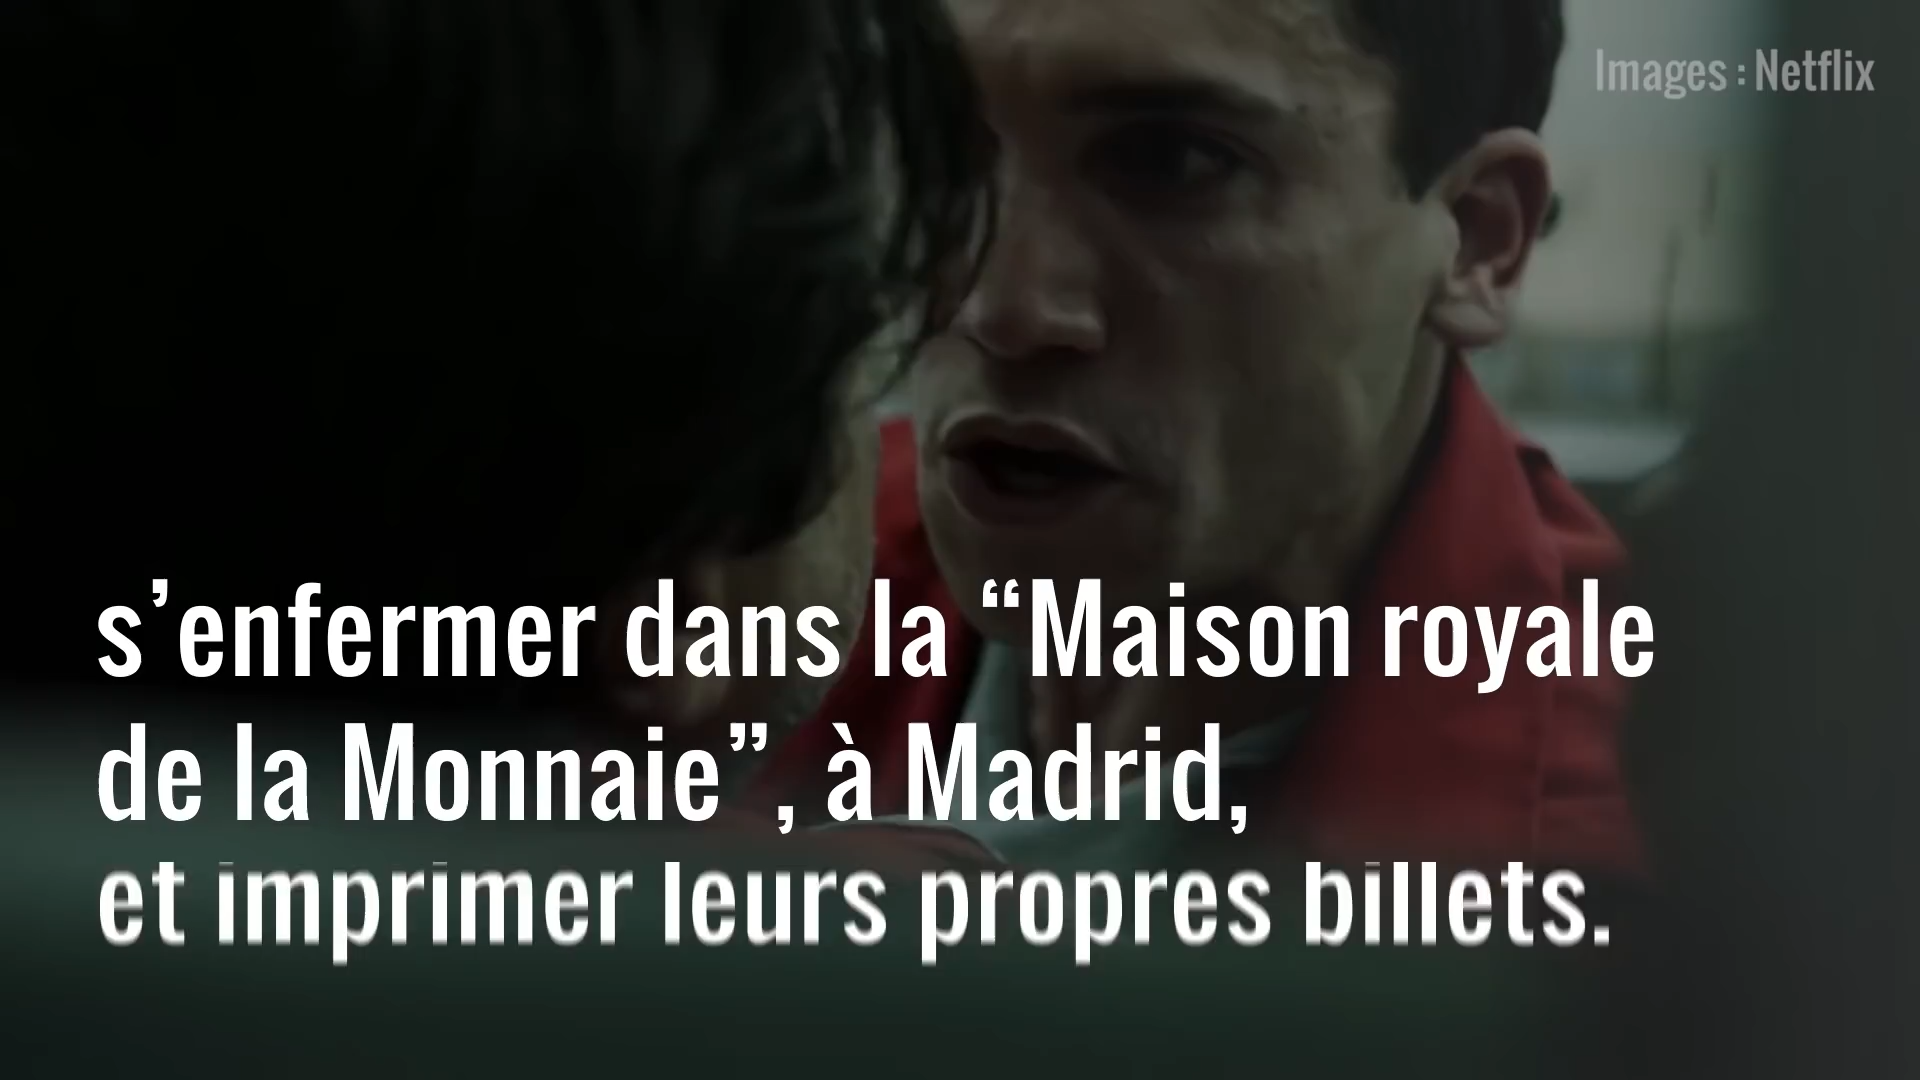 Images : Netflix
s’enfermer dans la “Maison royale
de la Monnaie”, à Madrid,
et imprimer leurs propres billets.